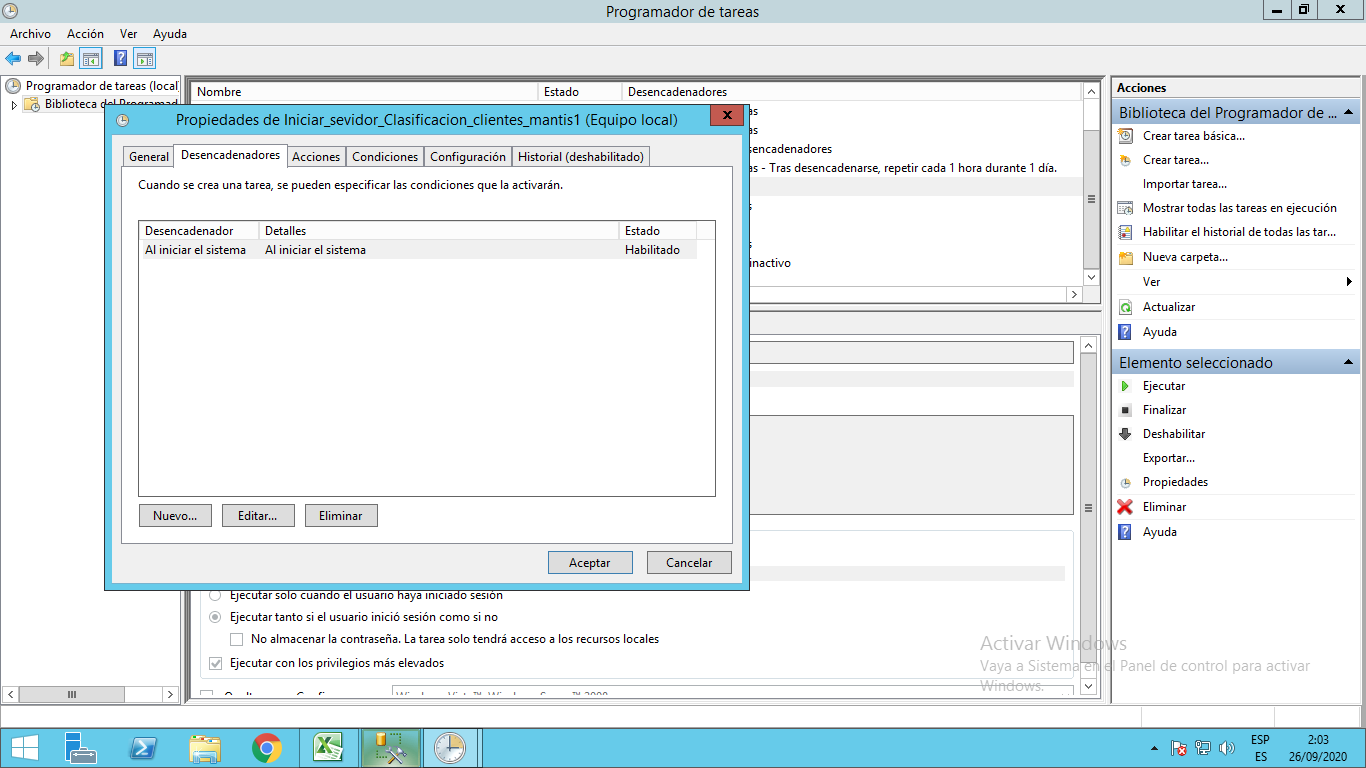 Programador de tareas
Archivo Acción Ver Ayuda
Programador de tareas (local
Biblioteca del Programad
Nombre Estado Desencadenadores
as
as
sencadenadores
as - Tras desencadenarse, repetir cada 1 hora durante 1 día.
s
s
inactivo
Propiedades de Iniciar_sevidor_Clasificacion_clientes_mantis1 (Equipo local)
General Desencadenadores Acciones Condiciones Configuración Historial (deshabilitado)
Cuando se crea una tarea, se pueden especificar las condiciones que la activarán.
Desencadenador Detalles Estado
Al iniciar el sistema Al iniciar el sistema Habilitado
Nuevo... Editar... Eliminar
Aceptar Cancelar
Ejecutar solo cuando el usuario haya iniciado sesión
Ejecutar tanto si el usuario inició sesión como si no
No almacenar la contraseña. La tarea solo tendrá acceso a los recursos locales
Ejecutar con los privilegios más elevados
Acciones
Biblioteca del Programador de ...
Crear tarea básica...
Crear tarea...
Importar tarea...
Mostrar todas las tareas en ejecución
Habilitar el historial de todas las tar...
Nueva carpeta...
Ver
Actualizar
Ayuda
Elemento seleccionado
Ejecutar
Finalizar
Deshabilitar
Exportar...
Propiedades
Eliminar
Ayuda
Activar Windows
Vaya a Sistema en el Panel de control para activar
Windows.
ESP
ES
2:03
26/09/2020